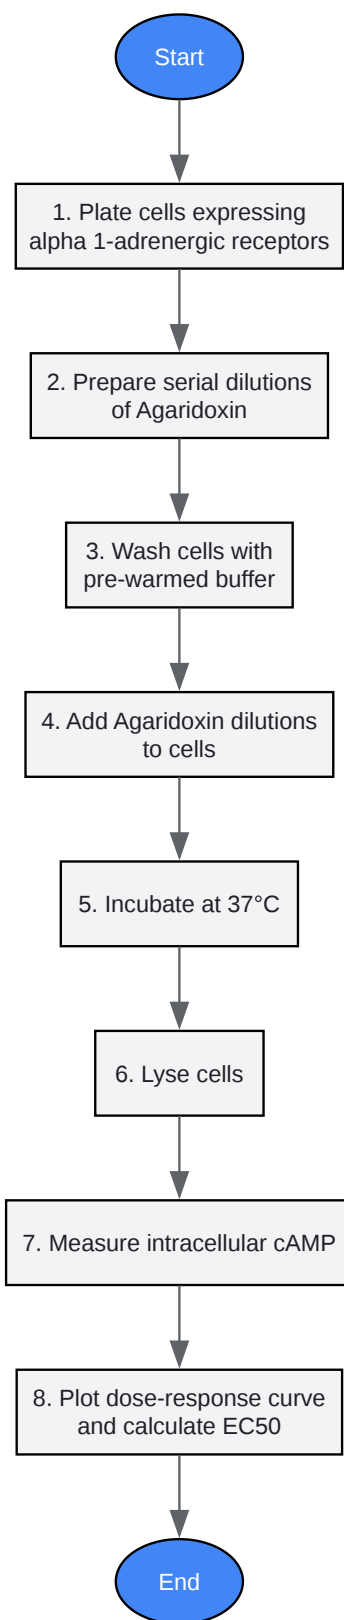 Start
1. Plate cells expressing
alpha 1-adrenergic receptors
2. Prepare serial dilutions
of Agaridoxin
3. Wash cells with
pre-warmed buffer
4. Add Agaridoxin dilutions
to cells
5. Incubate at 37°C
6. Lyse cells
7. Measure intracellular cAMP
8. Plot dose-response curve
and calculate EC50
End